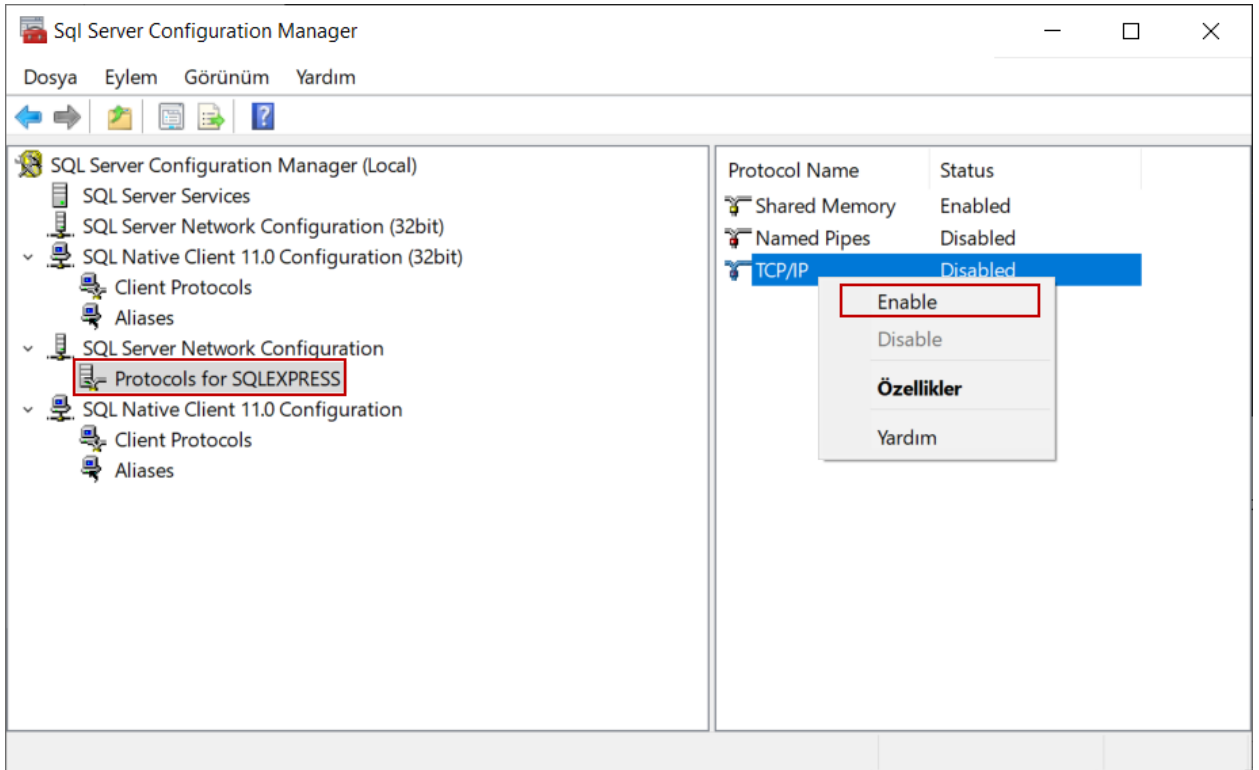 Sql Server Configuration Manager
Dosya Eylem Görünüm Yardım
SQL Server Configuration Manager (Local)
SQL Server Services
SQL Server Network Configuration (32bit)
SQL Native Client 11.0 Configuration (32bit)
Client Protocols
Aliases
SQL Server Network Configuration
Protocols for SQLEXPRESS
SQL Native Client 11.0 Configuration
Client Protocols
Aliases
Protocol Name Status
Shared Memory Enabled
Named Pipes Disabled
TCP/IP Disabled
Enable
Disable
Özellikler
Yardım